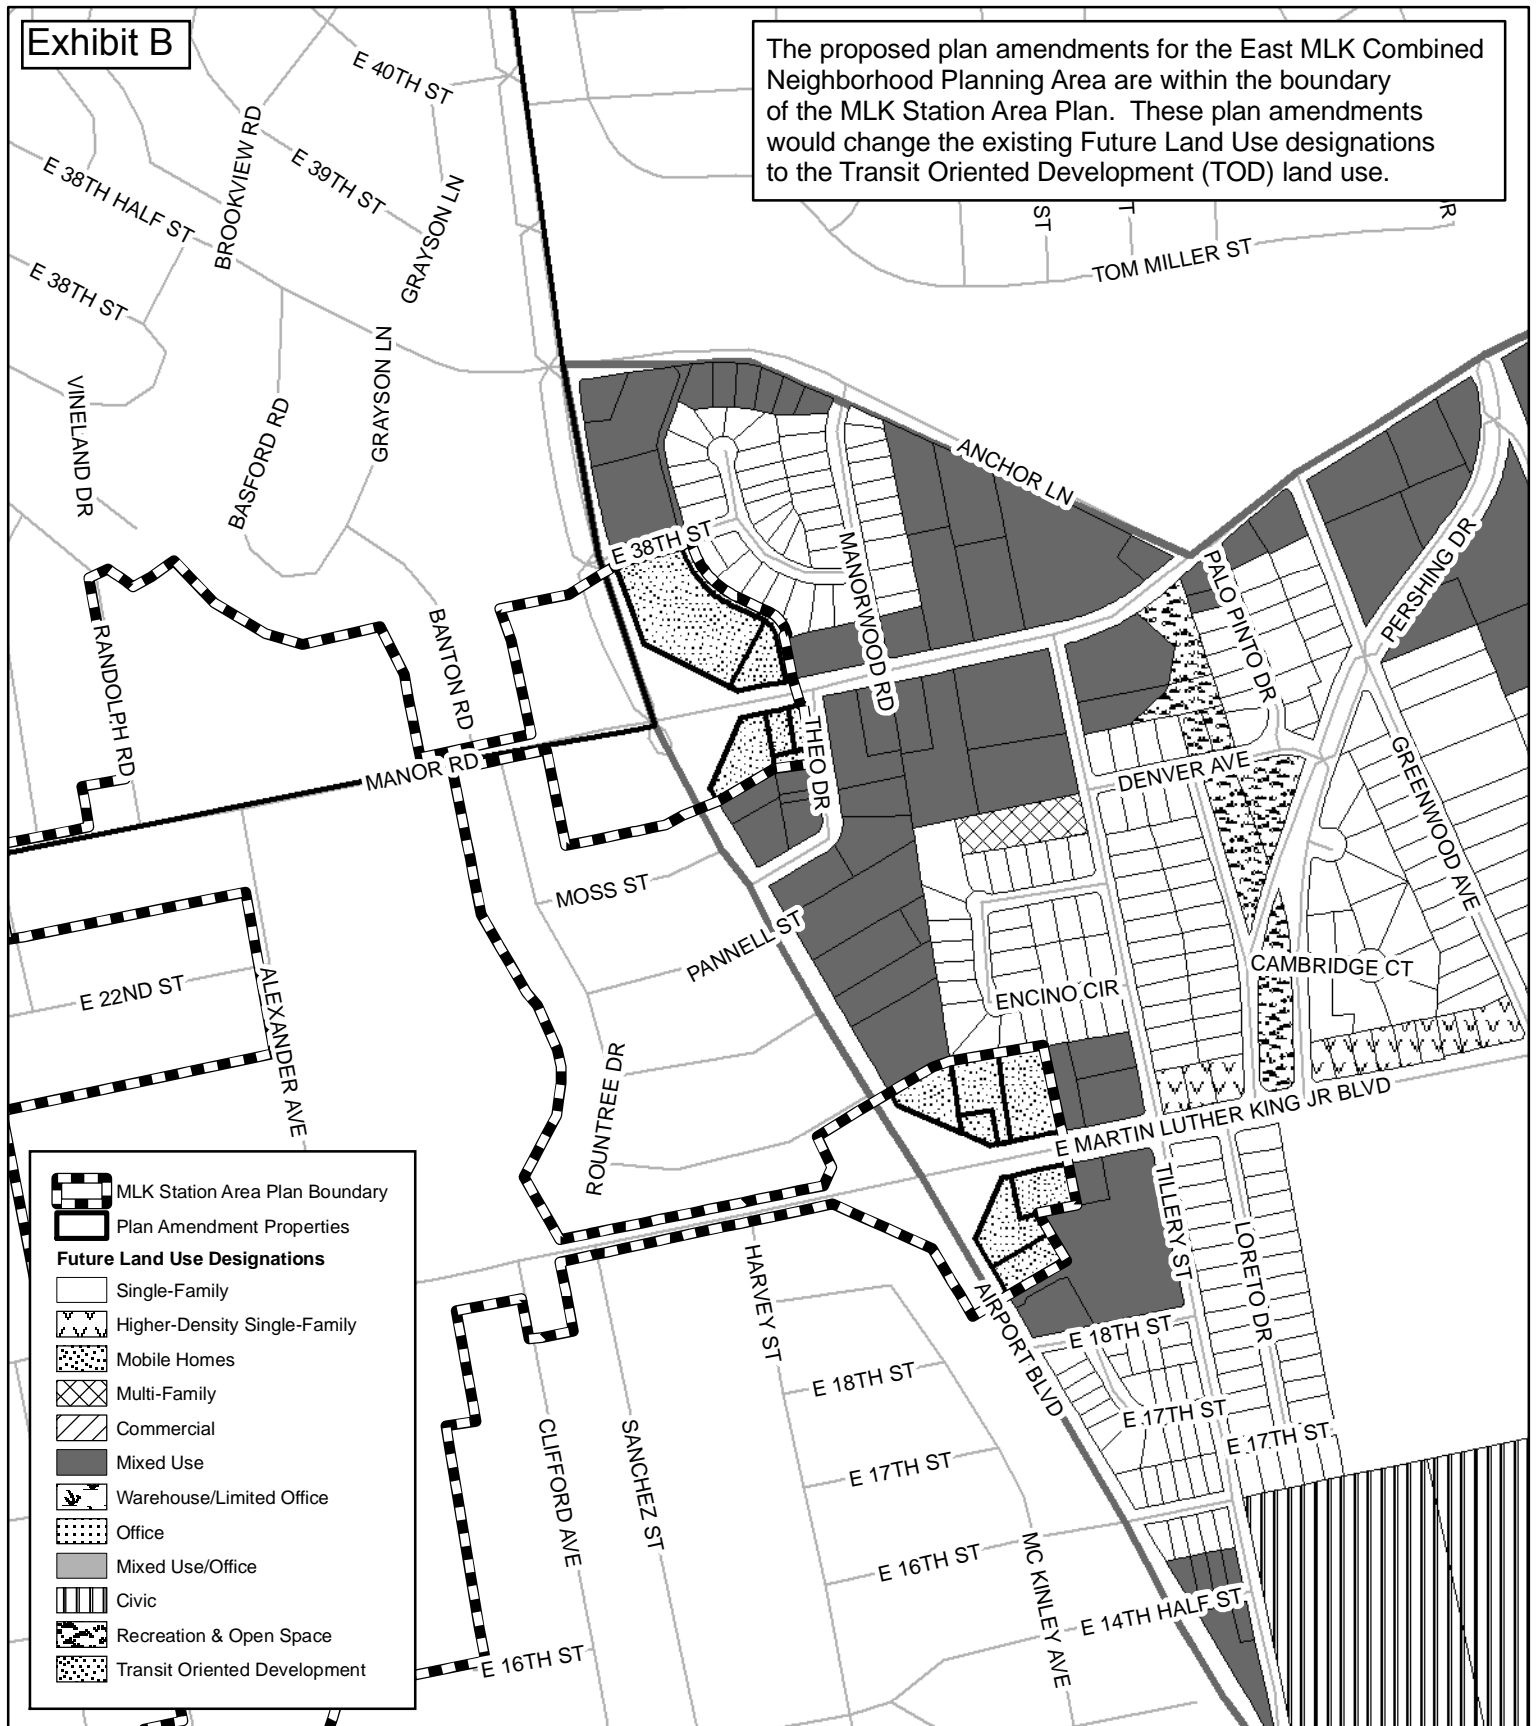 Exhibit B
The proposed plan amendments for the East MLK Combined
Neighborhood Planning Area are within the boundary
of the MLK Station Area Plan.  These plan amendments
would change the existing Future Land Use designations
to the Transit Oriented Development (TOD) land use.
E 40TH ST
BROOKVIEW RD
E 39TH ST
E 38TH HALF ST
GRAYSON LN
E 38TH ST
ST
T
R
TOM MILLER ST
GRAYSON LN
VINELAND DR
BASFORD RD
ANCHOR LN
E 38TH ST
MANORWOOD RD
PALO PINTO DR
PERSHING DR
RANDOLPH RD
BANTON RD
THEO DR
MANOR RD
DENVER AVE
GREENWOOD AVE
MOSS ST
PANNELL ST
E 22ND ST
ALEXANDER AVE
ENCINO CIR
CAMBRIDGE CT
ROUNTREE DR
E MARTIN LUTHER KING JR BLVD
TILLERY ST
LORETO DR
HARVEY ST
AIRPORT BLVD
E 18TH ST
E 18TH ST
E 17TH ST
E 17TH ST
E 17TH ST
CLIFFORD AVE
SANCHEZ ST
MC KINLEY AVE
E 16TH ST
E 14TH HALF ST
E 16TH ST
MLK Station Area Plan Boundary
Plan Amendment Properties
Future Land Use Designations
Single-Family
Higher-Density Single-Family
Mobile Homes
Multi-Family
Commercial
Mixed Use
Warehouse/Limited Office
Office
Mixed Use/Office
Civic
Recreation & Open Space
Transit Oriented Development